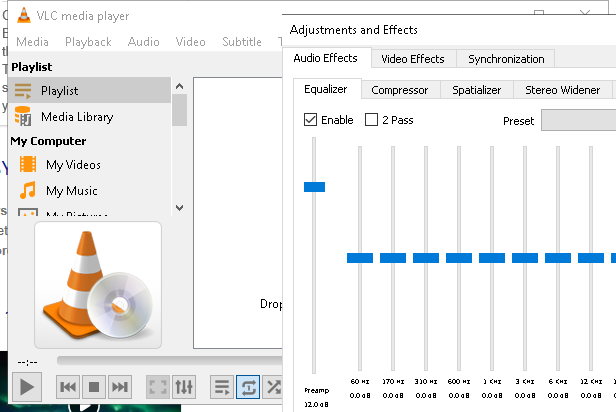 VLC media player
Media Playback Audio Video Subtitle T
Playlist
Playlist
Media Library
My Computer
My Videos
My Music
My Pictures
Drop
--:--
Adjustments and Effects
Audio Effects Video Effects Synchronization
Equalizer Compressor Spatializer Stereo Widener
Enable 2 Pass Preset
60 Hz 170 Hz 310 Hz 600 Hz 1 KHz 3 KHz 6 KHz 12 KHz
Preamp 0.0 dB 0.0 dB 0.0 dB 0.0 dB 0.0 dB 0.0 dB 0.0 dB 0.0 dB
12.0 dB